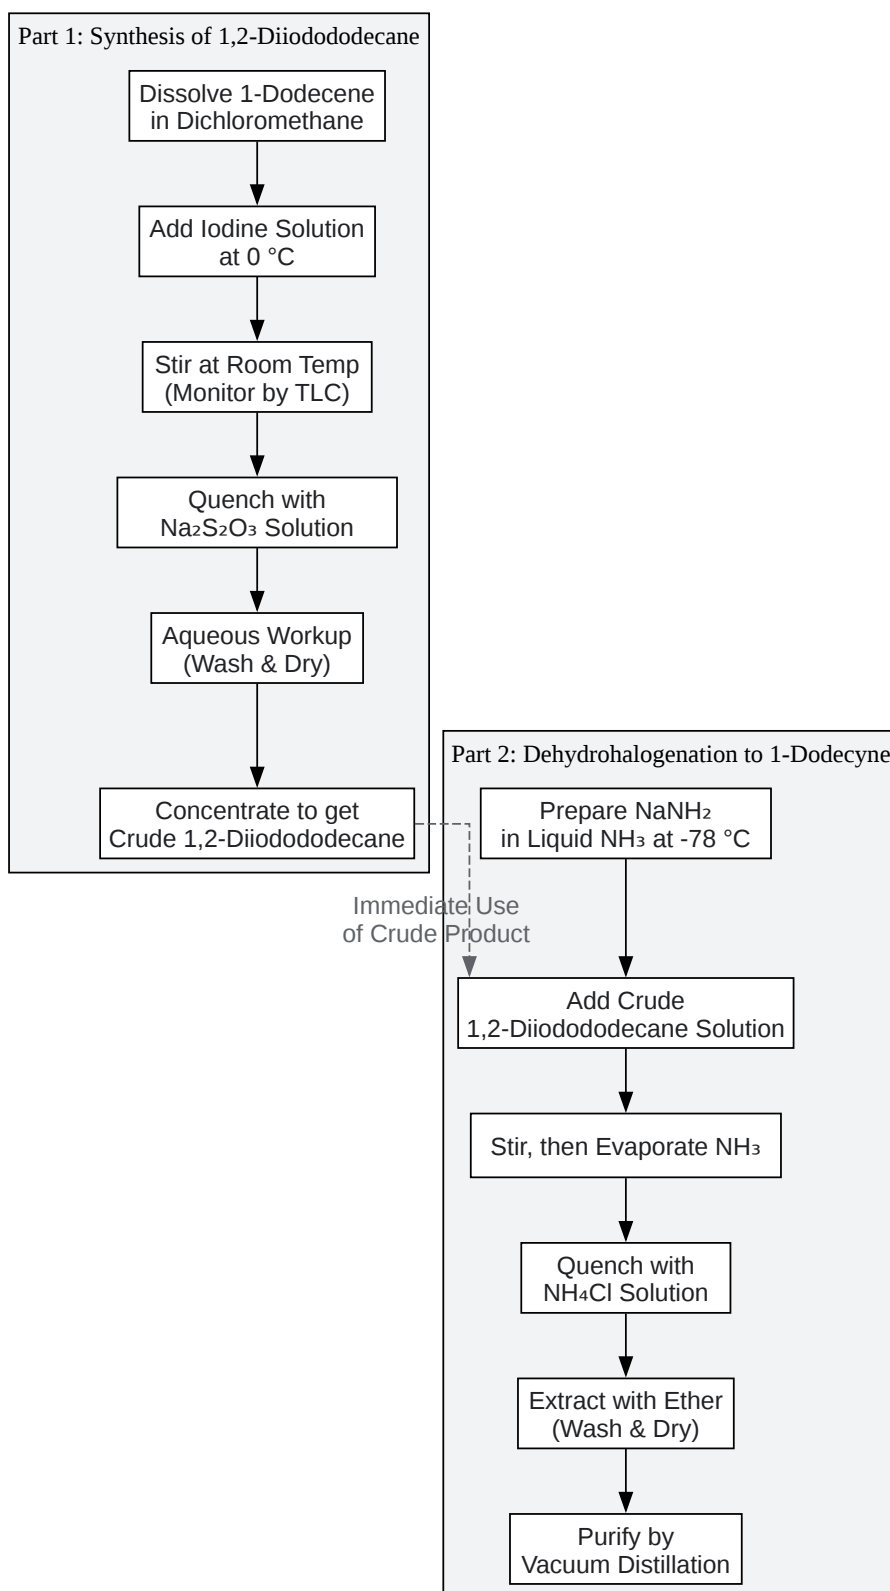 Part 1: Synthesis of 1,2-Diiodododecane
Dissolve 1-Dodecene
in Dichloromethane
Add Iodine Solution
at 0 °C
Stir at Room Temp
(Monitor by TLC)
Quench with
Na₂S₂O₃ Solution
Aqueous Workup
(Wash & Dry)
Concentrate to get
Crude 1,2-Diiodododecane
Immediate Use
of Crude Product
Part 2: Dehydrohalogenation to 1-Dodecyne
Prepare NaNH₂
in Liquid NH₃ at -78 °C
Add Crude
1,2-Diiodododecane Solution
Stir, then Evaporate NH₃
Quench with
NH₄Cl Solution
Extract with Ether
(Wash & Dry)
Purify by
Vacuum Distillation